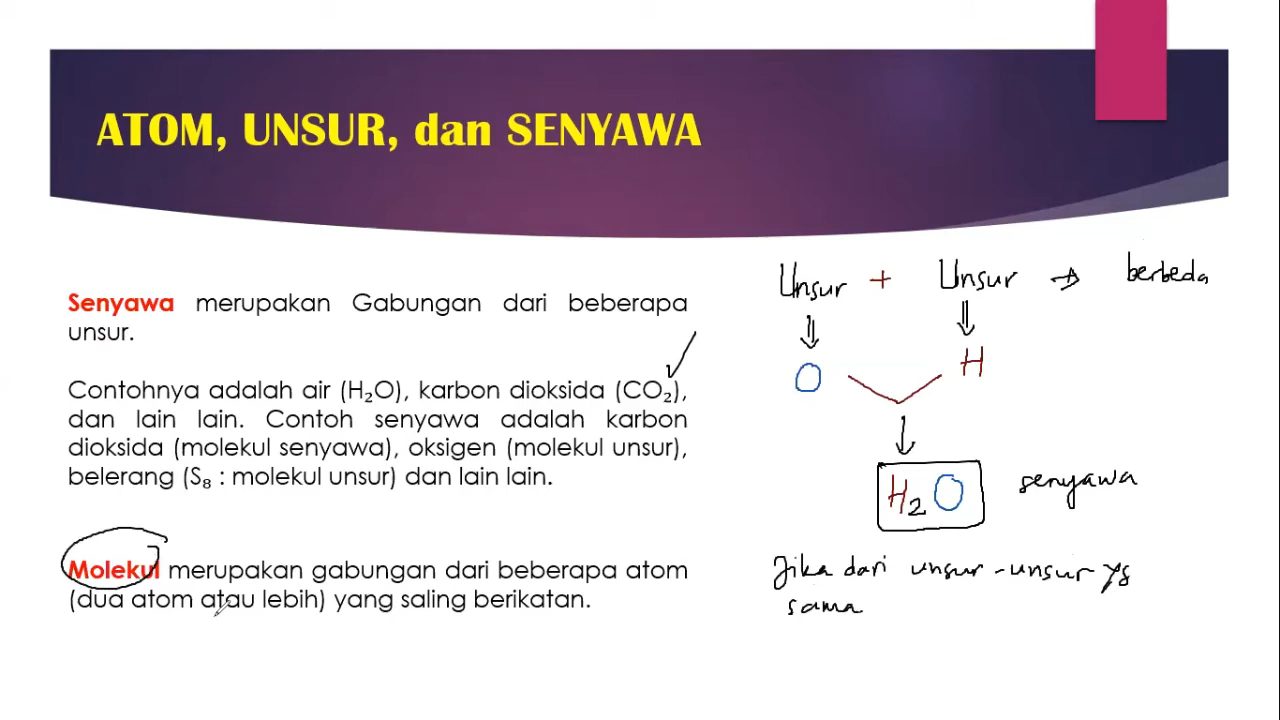 ATOM, UNSUR, dan SENYAWA
Senyawa merupakan Gabungan dari beberapa
unsur.
Contohnya adalah air (H₂O), karbon dioksida (CO₂),
dan lain lain. Contoh senyawa adalah karbon
dioksida (molekul senyawa), oksigen (molekul unsur),
belerang (S₈ : molekul unsur) dan lain lain.
Molekul merupakan gabungan dari beberapa atom
(dua atom atau lebih) yang saling berikatan.
Unsur + Unsur → berbeda
O H
H₂O senyawa
Jika dari unsur-unsur yg
sama